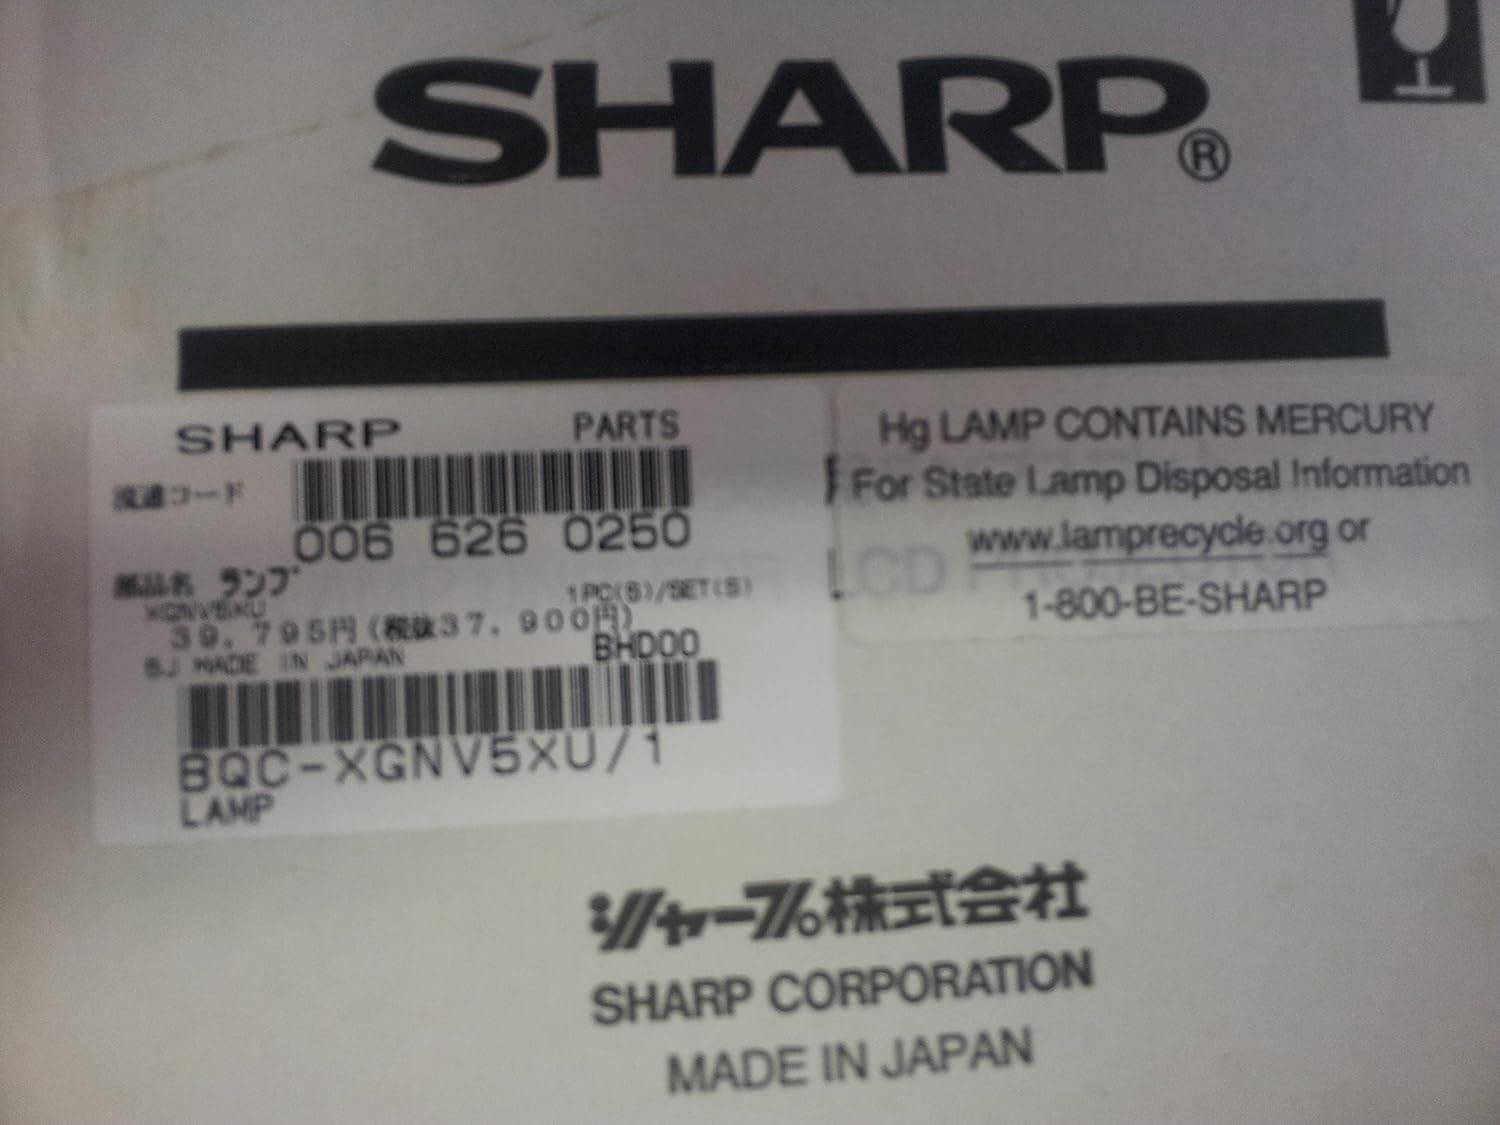 SHARP®
SHARP PARTS
流通コード
006 626 0250
部品名 ランプ
XGNV5XU 1PC(S)/SET(S)
39,795円(税抜37,900円)
BHD00
SJ MADE IN JAPAN
BQC-XGNV5XU/1
LAMP
Hg LAMP CONTAINS MERCURY
For State Lamp Disposal Information
www.lamprecycle.org or
1-800-BE-SHARP
LCD
シャープ株式会社
SHARP CORPORATION
MADE IN JAPAN